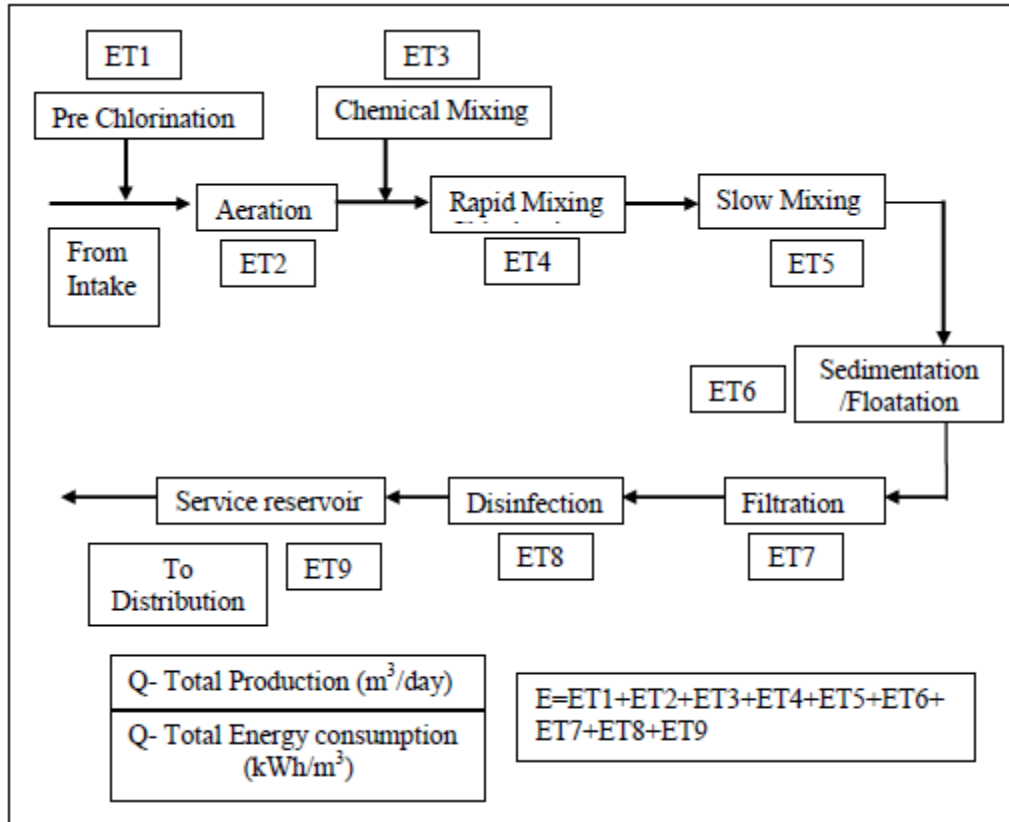 ET1
ET3
Pre Chlorination
Chemical Mixing
Aeration
Rapid Mixing
Slow Mixing
From
Intake
ET2
ET4
ET5
ET6
Sedimentation
/Floatation
Service reservoir
Disinfection
Filtration
To
Distribution
ET9
ET8
ET7
Q- Total Production (m³/day)
Q- Total Energy consumption
(kWh/m³)
E=ET1+ET2+ET3+ET4+ET5+ET6+
ET7+ET8+ET9